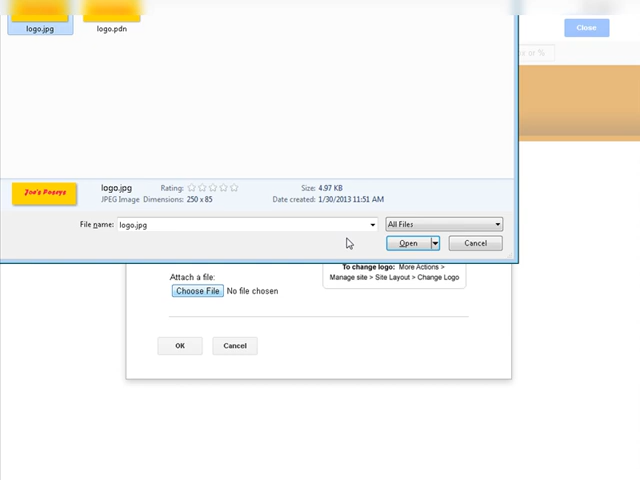 logo.jpg logo.pdn
Close
or %
Joe's Peanys
logo.jpg Rating: Size: 4.97 KB
JPEG Image Dimensions: 250 x 85 Date created: 1/30/2013 11:51 AM
File name: logo.jpg All Files
Open Cancel
To change logo: More Actions >
Attach a file: Manage site > Site Layout > Change Logo
Choose File No file chosen
OK Cancel